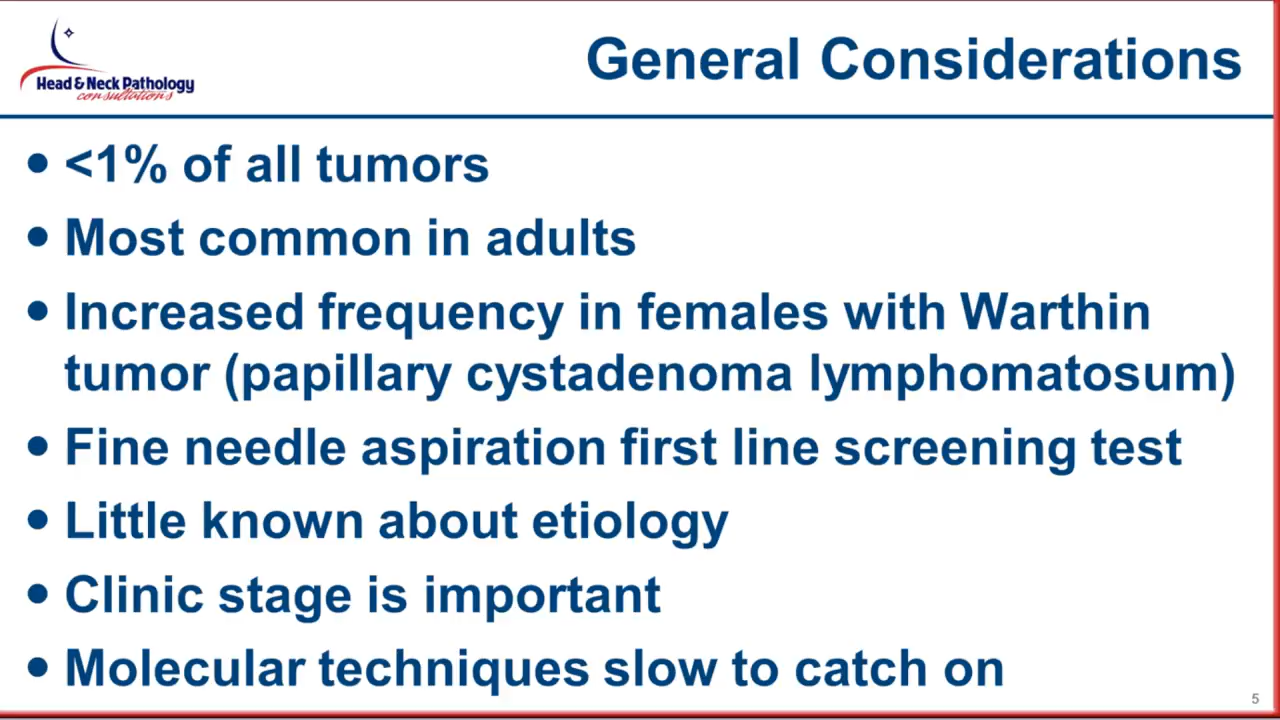 Head & Neck Pathology
consultations
General Considerations
• <1% of all tumors
• Most common in adults
• Increased frequency in females with Warthin
tumor (papillary cystadenoma lymphomatosum)
• Fine needle aspiration first line screening test
• Little known about etiology
• Clinic stage is important
• Molecular techniques slow to catch on
5